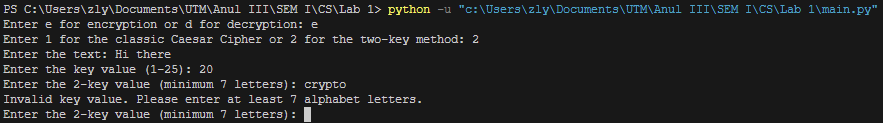 PS C:\Users\zly\Documents\UTM\Anul III\SEM I\CS\Lab 1> python -u "c:\Users\zly\Documents\UTM\Anul III\SEM I\CS\Lab 1\main.py"
Enter e for encryption or d for decryption: e
Enter 1 for the classic Caesar Cipher or 2 for the two-key method: 2
Enter the text: Hi there
Enter the key value (1-25): 20
Enter the 2-key value (minimum 7 letters): crypto
Invalid key value. Please enter at least 7 alphabet letters.
Enter the 2-key value (minimum 7 letters):